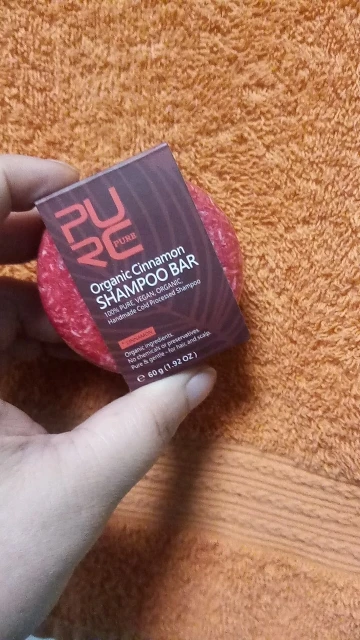 PURC
PURE
Organic Cinnamon
SHAMPOO BAR
100% PURE, VEGAN, ORGANIC
Handmade Cold Processed Shampoo
Organic ingredients.
No chemicals or preservatives.
Pure & gentle - for hair and scalp.
℮ 60 g (1.92 OZ.)